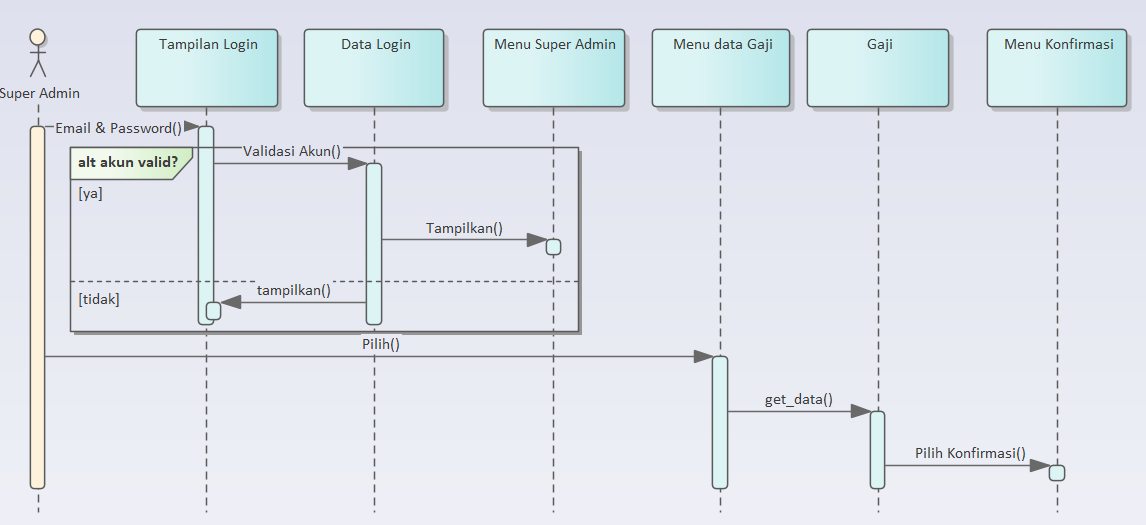 Tampilan Login
Data Login
Menu Super Admin
Menu data Gaji
Gaji
Menu Konfirmasi
Super Admin
Email & Password()
alt akun valid?
Validasi Akun()
[ya]
Tampilkan()
[tidak]
tampilkan()
Pilih()
get_data()
Pilih Konfirmasi()